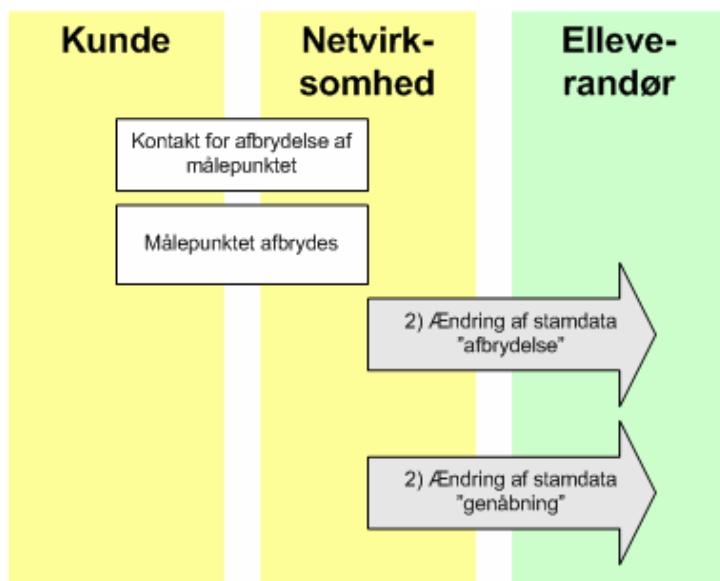 Kunde
Netvirk-
somhed
Elleve-
randør
Kontakt for afbrydelse af
målepunktet
Målepunktet afbrydes
2) Ændring af stamdata
”afbrydelse”
2) Ændring af stamdata
”genåbning”